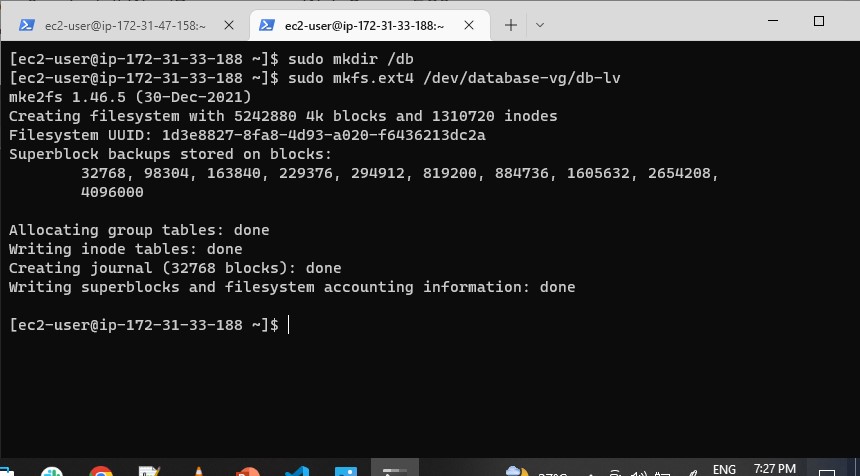 ec2-user@ip-172-31-47-158:~
ec2-user@ip-172-31-33-188:~
[ec2-user@ip-172-31-33-188 ~]$ sudo mkdir /db
[ec2-user@ip-172-31-33-188 ~]$ sudo mkfs.ext4 /dev/database-vg/db-lv
mke2fs 1.46.5 (30-Dec-2021)
Creating filesystem with 5242880 4k blocks and 1310720 inodes
Filesystem UUID: 1d3e8827-8fa8-4d93-a020-f6436213dc2a
Superblock backups stored on blocks:
32768, 98304, 163840, 229376, 294912, 819200, 884736, 1605632, 2654208,
4096000
Allocating group tables: done
Writing inode tables: done
Creating journal (32768 blocks): done
Writing superblocks and filesystem accounting information: done
[ec2-user@ip-172-31-33-188 ~]$
ENG
7:27 PM